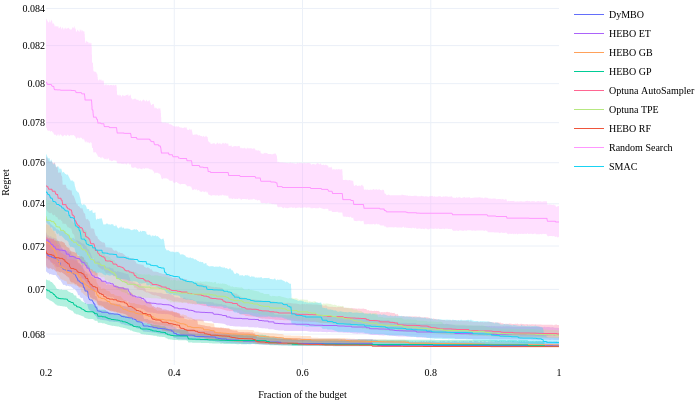 0.084
0.082
0.08
0.078
0.076
0.074
0.072
0.07
0.068
Regret
0.2
0.4
0.6
0.8
1
Fraction of the budget
DyMBO
HEBO ET
HEBO GB
HEBO GP
Optuna AutoSampler
Optuna TPE
HEBO RF
Random Search
SMAC